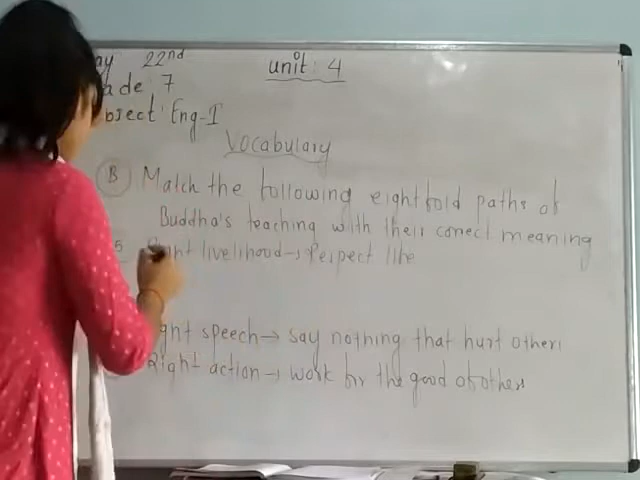 ay 22nd
unit: 4
ade: 7
bject: Eng-I
Vocabulary
B Match the following eightfold paths of
Buddha's teaching with their correct meaning
5 Right livelihood → Respect life
ght speech → say nothing that hurt others
Right action → work for the good of others